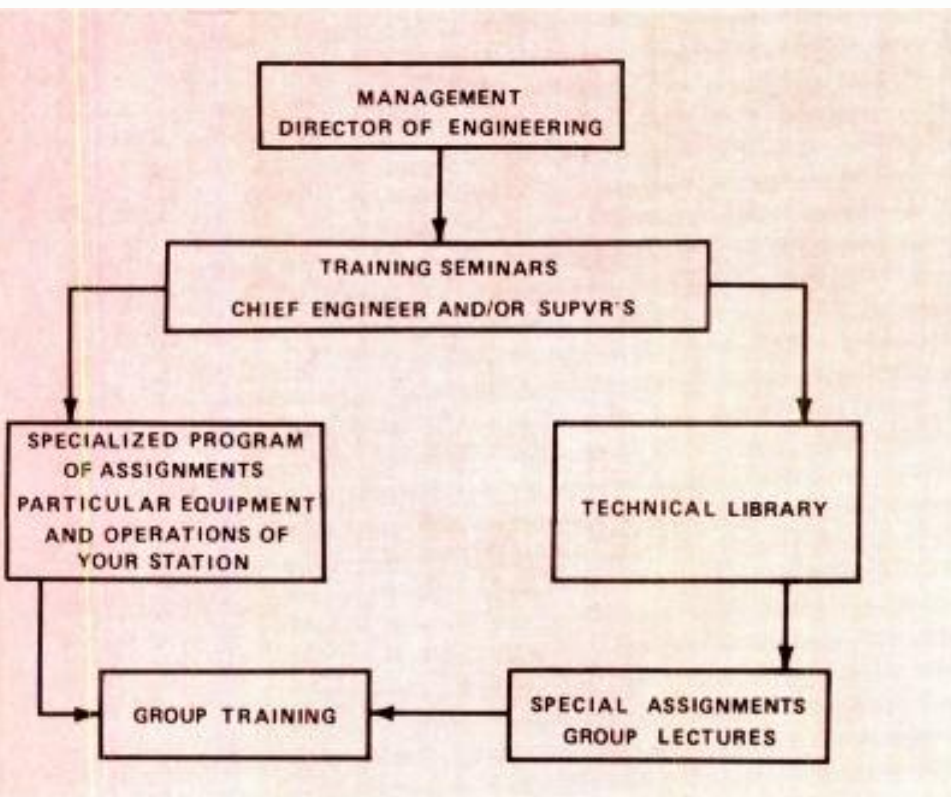 MANAGEMENT
DIRECTOR OF ENGINEERING
TRAINING SEMINARS
CHIEF ENGINEER AND/OR SUPVR'S
SPECIALIZED PROGRAM
OF ASSIGNMENTS
PARTICULAR EQUIPMENT
AND OPERATIONS OF
YOUR STATION
TECHNICAL LIBRARY
GROUP TRAINING
SPECIAL ASSIGNMENTS
GROUP LECTURES